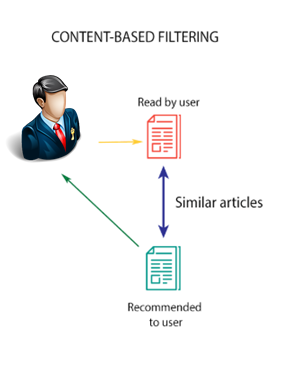 CONTENT-BASED FILTERING
Read by user
Similar articles
Recommended
to user